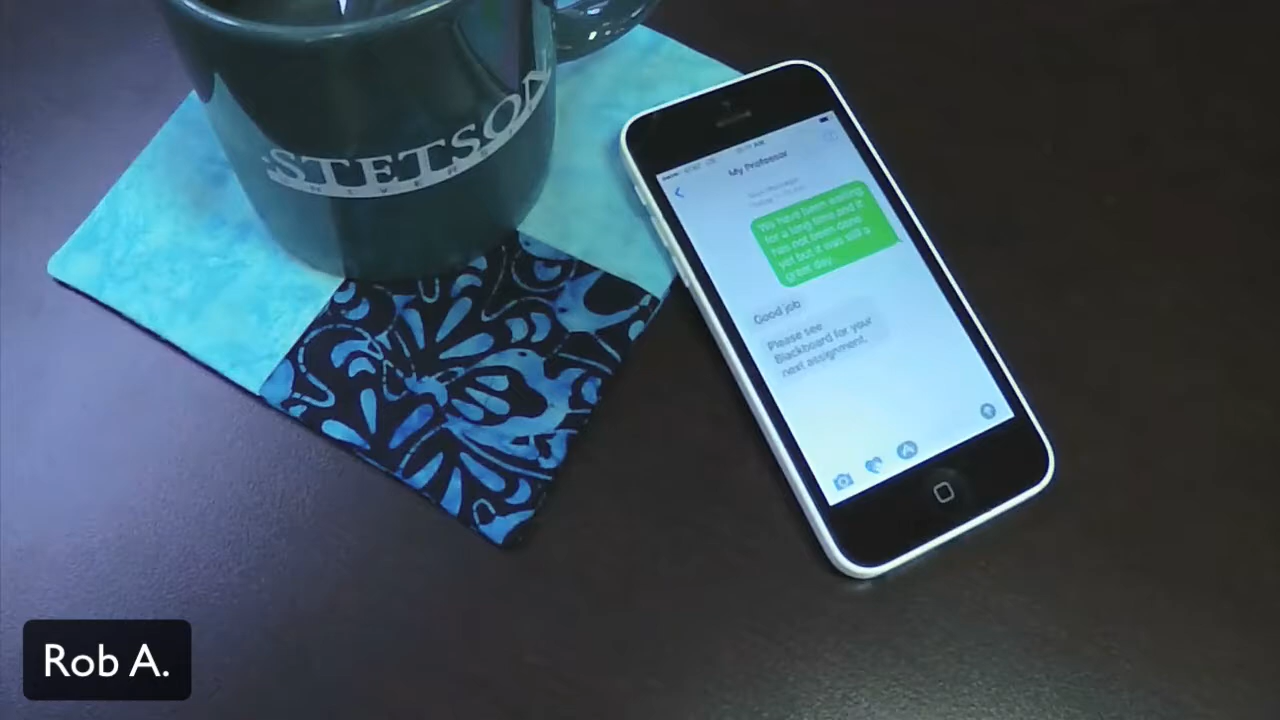 STETSON
My Professor
We have been waiting
for a long time and it
has not been done
yet but it was still a
great day
Good job
Please see
Blackboard for your
next assignment.
Rob A.